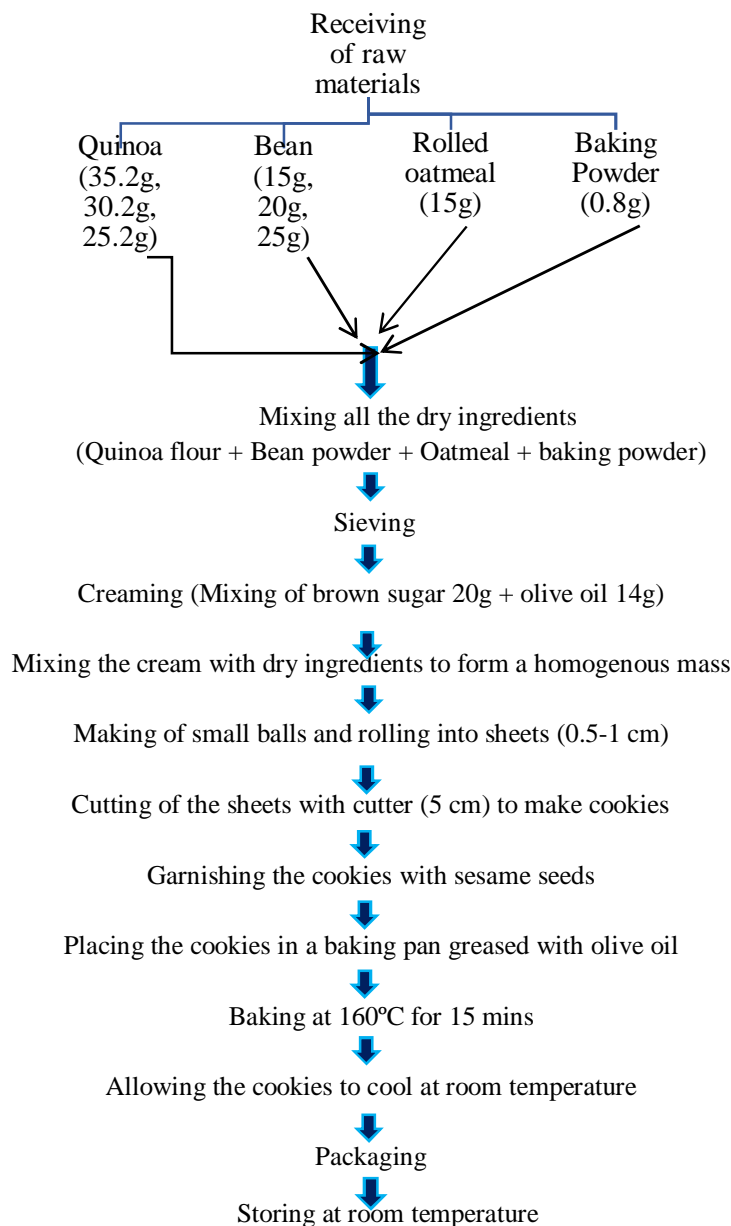 Receiving
of raw
materials
Quinoa
(35.2g,
30.2g,
25.2g)
Bean
(15g,
20g,
25g)
Rolled
oatmeal
(15g)
Baking
Powder
(0.8g)
Mixing all the dry ingredients
(Quinoa flour + Bean powder + Oatmeal + baking powder)
Sieving
Creaming (Mixing of brown sugar 20g + olive oil 14g)
Mixing the cream with dry ingredients to form a homogenous mass
Making of small balls and rolling into sheets (0.5-1 cm)
Cutting of the sheets with cutter (5 cm) to make cookies
Garnishing the cookies with sesame seeds
Placing the cookies in a baking pan greased with olive oil
Baking at 160ºC for 15 mins
Allowing the cookies to cool at room temperature
Packaging
Storing at room temperature